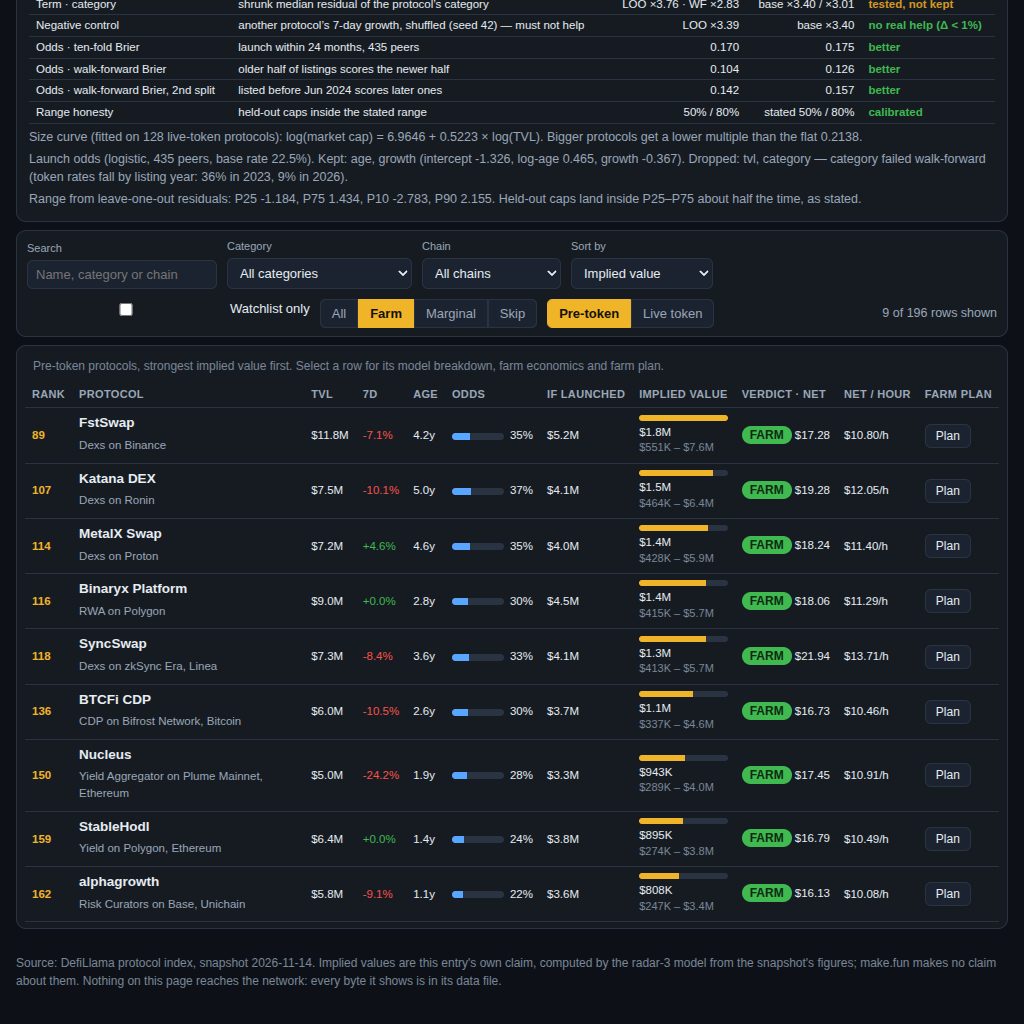 Term · category shrunk median residual of the protocol's category LOO ×3.76 · WF ×2.83 base ×3.40 / ×3.01 tested, not kept
Negative control another protocol's 7-day growth, shuffled (seed 42) — must not help LOO ×3.39 base ×3.40 no real help (Δ < 1%)
Odds · ten-fold Brier launch within 24 months, 435 peers 0.170 0.175 better
Odds · walk-forward Brier older half of listings scores the newer half 0.104 0.126 better
Odds · walk-forward Brier, 2nd split listed before Jun 2024 scores later ones 0.142 0.157 better
Range honesty held-out caps inside the stated range 50% / 80% stated 50% / 80% calibrated
Size curve (fitted on 128 live-token protocols): log(market cap) = 6.9646 + 0.5223 × log(TVL). Bigger protocols get a lower multiple than the flat 0.2138.
Launch odds (logistic, 435 peers, base rate 22.5%). Kept: age, growth (intercept -1.326, log-age 0.465, growth -0.367). Dropped: tvl, category — category failed walk-forward
(token rates fall by listing year: 36% in 2023, 9% in 2026).
Range from leave-one-out residuals: P25 -1.184, P75 1.434, P10 -2.783, P90 2.155. Held-out caps land inside P25–P75 about half the time, as stated.
Search Category Chain Sort by
Name, category or chain All categories All chains Implied value
Watchlist only All Farm Marginal Skip Pre-token Live token 9 of 196 rows shown
Pre-token protocols, strongest implied value first. Select a row for its model breakdown, farm economics and farm plan.
RANK PROTOCOL TVL 7D AGE ODDS IF LAUNCHED IMPLIED VALUE VERDICT · NET NET / HOUR FARM PLAN
89 FstSwap $11.8M -7.1% 4.2y 35% $5.2M $1.8M FARM $17.28 $10.80/h Plan
Dexs on Binance $551K – $7.6M
107 Katana DEX $7.5M -10.1% 5.0y 37% $4.1M $1.5M FARM $19.28 $12.05/h Plan
Dexs on Ronin $464K – $6.4M
114 MetalX Swap $7.2M +4.6% 4.6y 35% $4.0M $1.4M FARM $18.24 $11.40/h Plan
Dexs on Proton $428K – $5.9M
116 Binaryx Platform $9.0M +0.0% 2.8y 30% $4.5M $1.4M FARM $18.06 $11.29/h Plan
RWA on Polygon $415K – $5.7M
118 SyncSwap $7.3M -8.4% 3.6y 33% $4.1M $1.3M FARM $21.94 $13.71/h Plan
Dexs on zkSync Era, Linea $413K – $5.7M
136 BTCFi CDP $6.0M -10.5% 2.6y 30% $3.7M $1.1M FARM $16.73 $10.46/h Plan
CDP on Bifrost Network, Bitcoin $337K – $4.6M
150 Nucleus $5.0M -24.2% 1.9y 28% $3.3M $943K FARM $17.45 $10.91/h Plan
Yield Aggregator on Plume Mainnet, $289K – $4.0M
Ethereum
159 StableHodl $6.4M +0.0% 1.4y 24% $3.8M $895K FARM $16.79 $10.49/h Plan
Yield on Polygon, Ethereum $274K – $3.8M
162 alphagrowth $5.8M -9.1% 1.1y 22% $3.6M $808K FARM $16.13 $10.08/h Plan
Risk Curators on Base, Unichain $247K – $3.4M
Source: DefiLlama protocol index, snapshot 2026-11-14. Implied values are this entry's own claim, computed by the radar-3 model from the snapshot's figures; make.fun makes no claim
about them. Nothing on this page reaches the network: every byte it shows is in its data file.